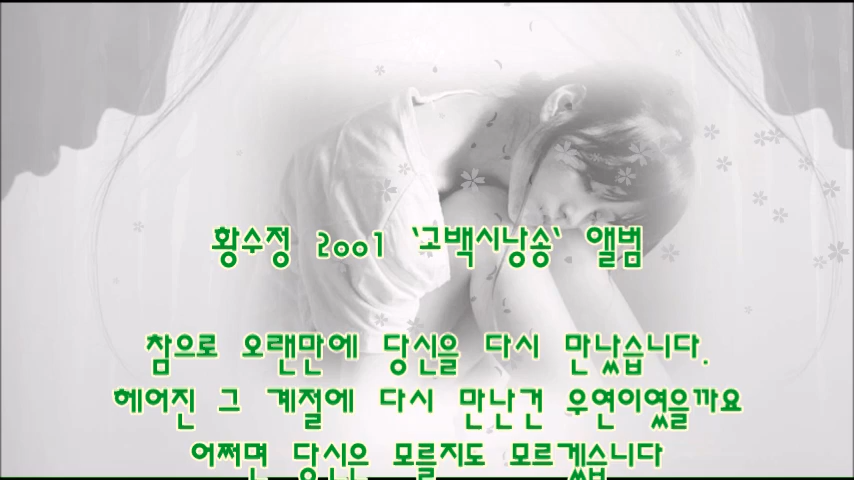 황수정 2001 '고백시낭송' 앨범
참으로 오랜만에 당신을 다시 만났습니다.
헤어진 그 계절에 다시 만난건 우연이였을까요
어쩌면 당신은 모를지도 모르겠습니다